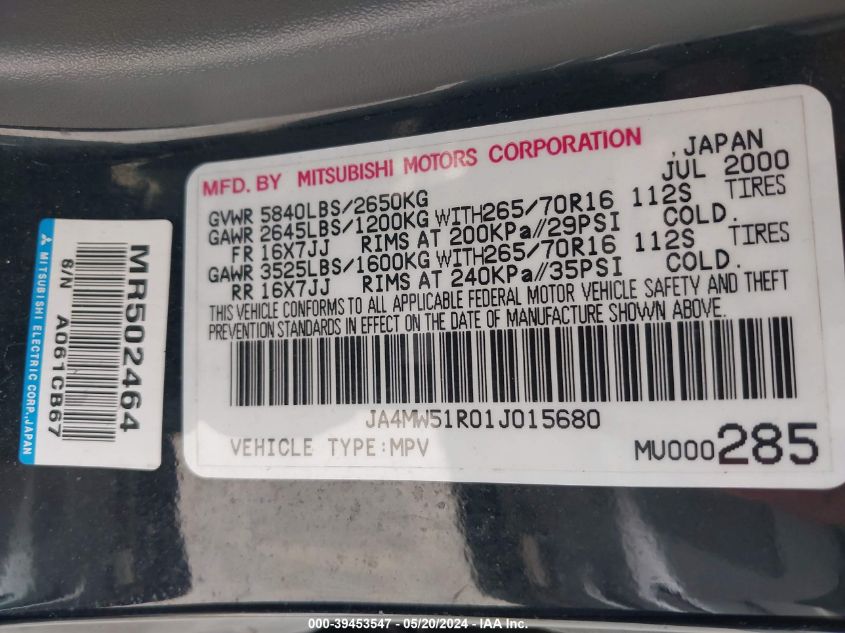 MFD. BY MITSUBISHI MOTORS CORPORATION , JAPAN
JUL 2000
GVWR 5840LBS/2650KG
GAWR 2645LBS/1200KG WITH265/70R16 112S TIRES
FR 16X7JJ RIMS AT 200KPa//29PSI COLD.
GAWR 3525LBS/1600KG WITH265/70R16 112S TIRES
RR 16X7JJ RIMS AT 240KPa//35PSI COLD.
THIS VEHICLE CONFORMS TO ALL APPLICABLE FEDERAL MOTOR VEHICLE SAFETY AND THEFT
PREVENTION STANDARDS IN EFFECT ON THE DATE OF MANUFACTURE SHOWN ABOVE.
JA4MW51R01J015680
VEHICLE TYPE:MPV MV000285
MR502464
S/N A061CB67
MITSUBISHI ELECTRIC CORP.JAPAN
000-39453547 - 05/20/2024 - IAA Inc.